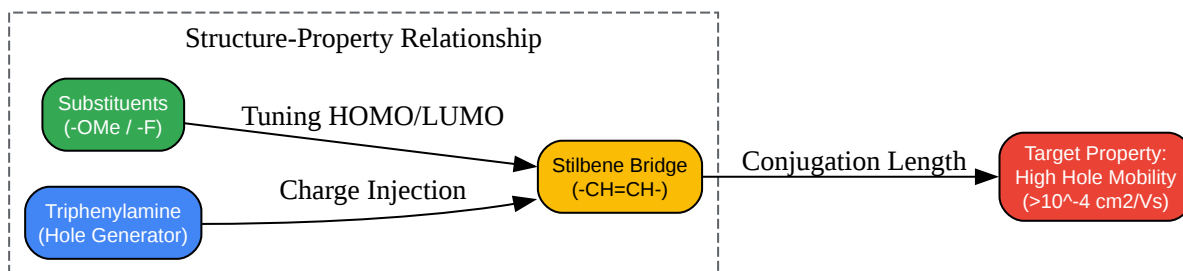 Structure-Property Relationship
Substituents
(-OMe / -F)
Tuning HOMO/LUMO
Triphenylamine
(Hole Generator)
Charge Injection
Stilbene Bridge
(-CH=CH-)
Conjugation Length
Target Property:
High Hole Mobility
(>10^-4 cm2/Vs)